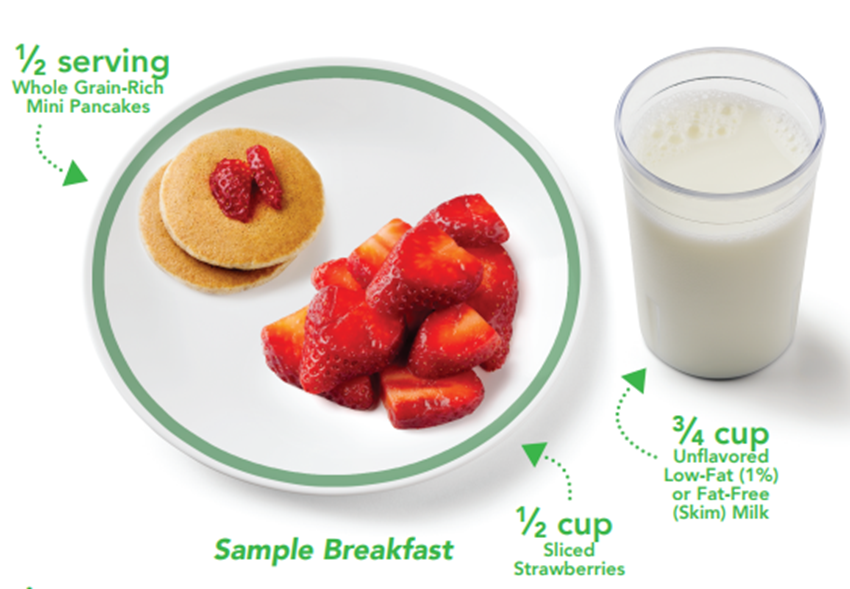 ½ serving
Whole Grain-Rich
Mini Pancakes
¾ cup
Unflavored
Low-Fat (1%)
or Fat-Free
(Skim) Milk
½ cup
Sliced
Strawberries
Sample Breakfast